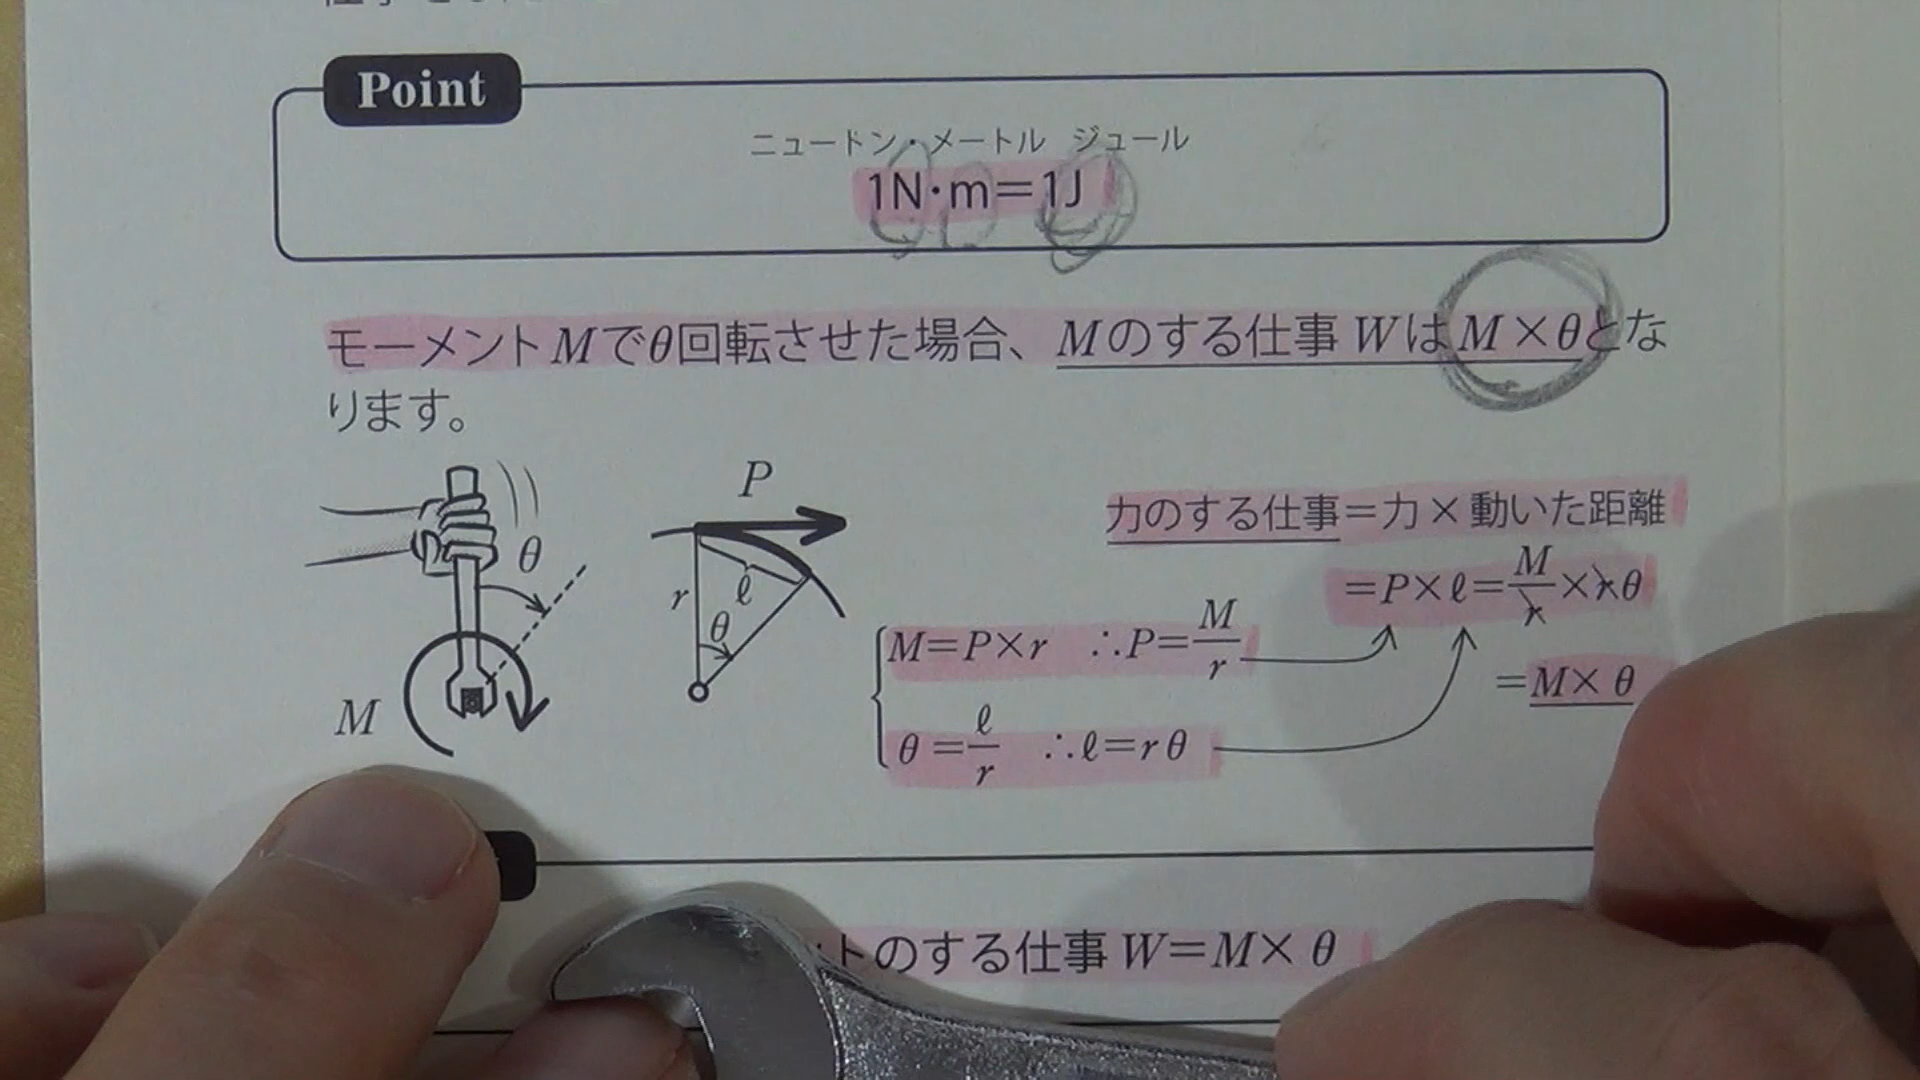 Point
ニュートン・メートル ジュール
1N・m=1J
モーメントMでθ回転させた場合、Mのする仕事WはM×θとな
ります。
P
θ
r
ℓ
θ
M
力のする仕事=力×動いた距離
=P×ℓ=M/r×rθ
M=P×r ∴P=M/r
=M×θ
θ=ℓ/r ∴ℓ=rθ
トのする仕事W=M×θ